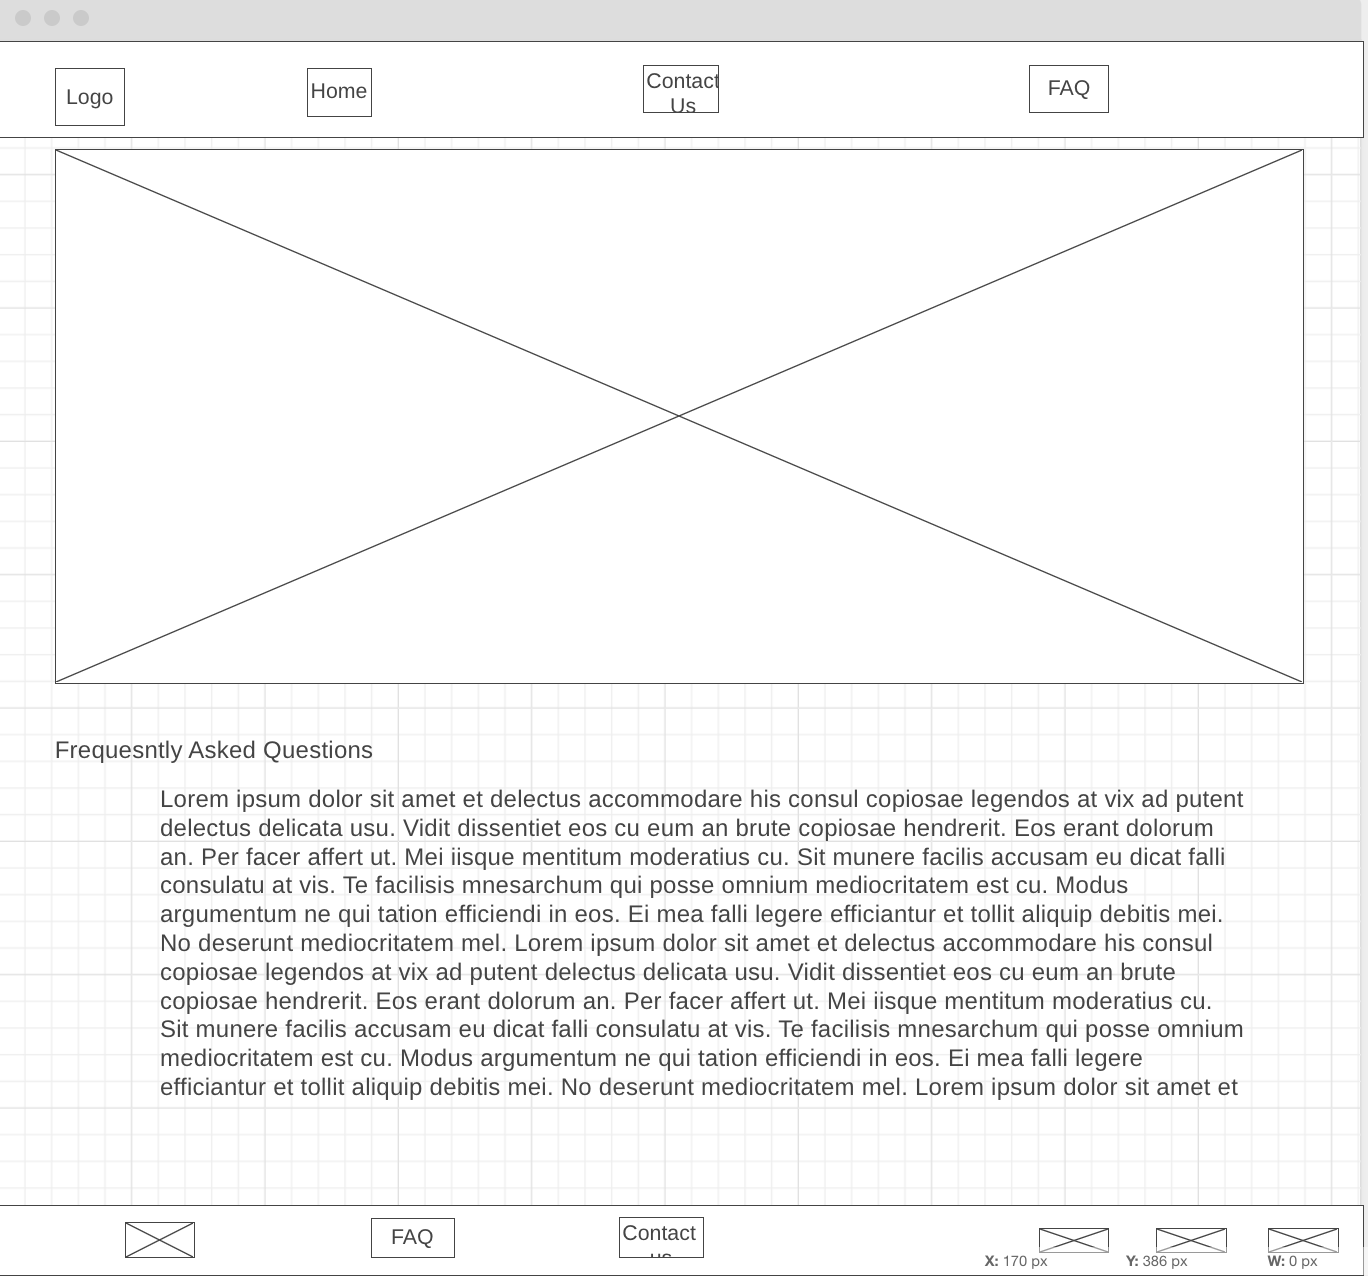 Logo
Home
Contact
Us
FAQ
Frequesntly Asked Questions
Lorem ipsum dolor sit amet et delectus accommodare his consul copiosae legendos at vix ad putent
delectus delicata usu. Vidit dissentiet eos cu eum an brute copiosae hendrerit. Eos erant dolorum
an. Per facer affert ut. Mei iisque mentitum moderatius cu. Sit munere facilis accusam eu dicat falli
consulatu at vis. Te facilisis mnesarchum qui posse omnium mediocritatem est cu. Modus
argumentum ne qui tation efficiendi in eos. Ei mea falli legere efficiantur et tollit aliquip debitis mei.
No deserunt mediocritatem mel. Lorem ipsum dolor sit amet et delectus accommodare his consul
copiosae legendos at vix ad putent delectus delicata usu. Vidit dissentiet eos cu eum an brute
copiosae hendrerit. Eos erant dolorum an. Per facer affert ut. Mei iisque mentitum moderatius cu.
Sit munere facilis accusam eu dicat falli consulatu at vis. Te facilisis mnesarchum qui posse omnium
mediocritatem est cu. Modus argumentum ne qui tation efficiendi in eos. Ei mea falli legere
efficiantur et tollit aliquip debitis mei. No deserunt mediocritatem mel. Lorem ipsum dolor sit amet et
FAQ
Contact
us
X: 170 px
Y: 386 px
W: 0 px